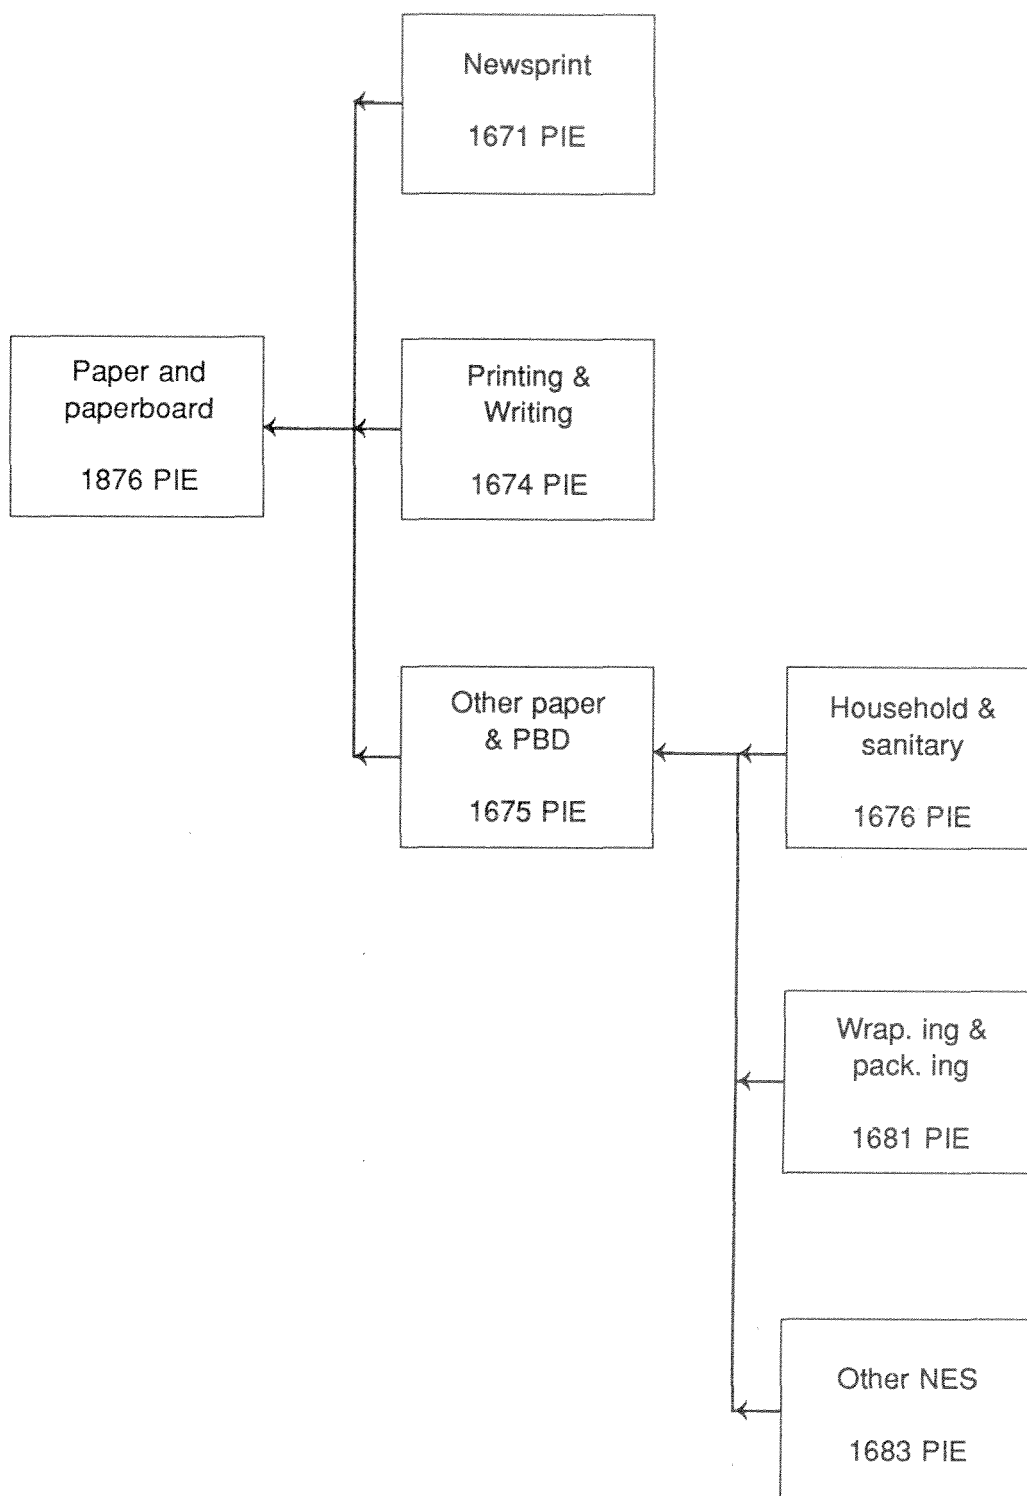 Newsprint
1671 PIE
Paper and
paperboard
1876 PIE
Printing &
Writing
1674 PIE
Other paper
& PBD
1675 PIE
Household &
sanitary
1676 PIE
Wrap. ing &
pack. ing
1681 PIE
Other NES
1683 PIE